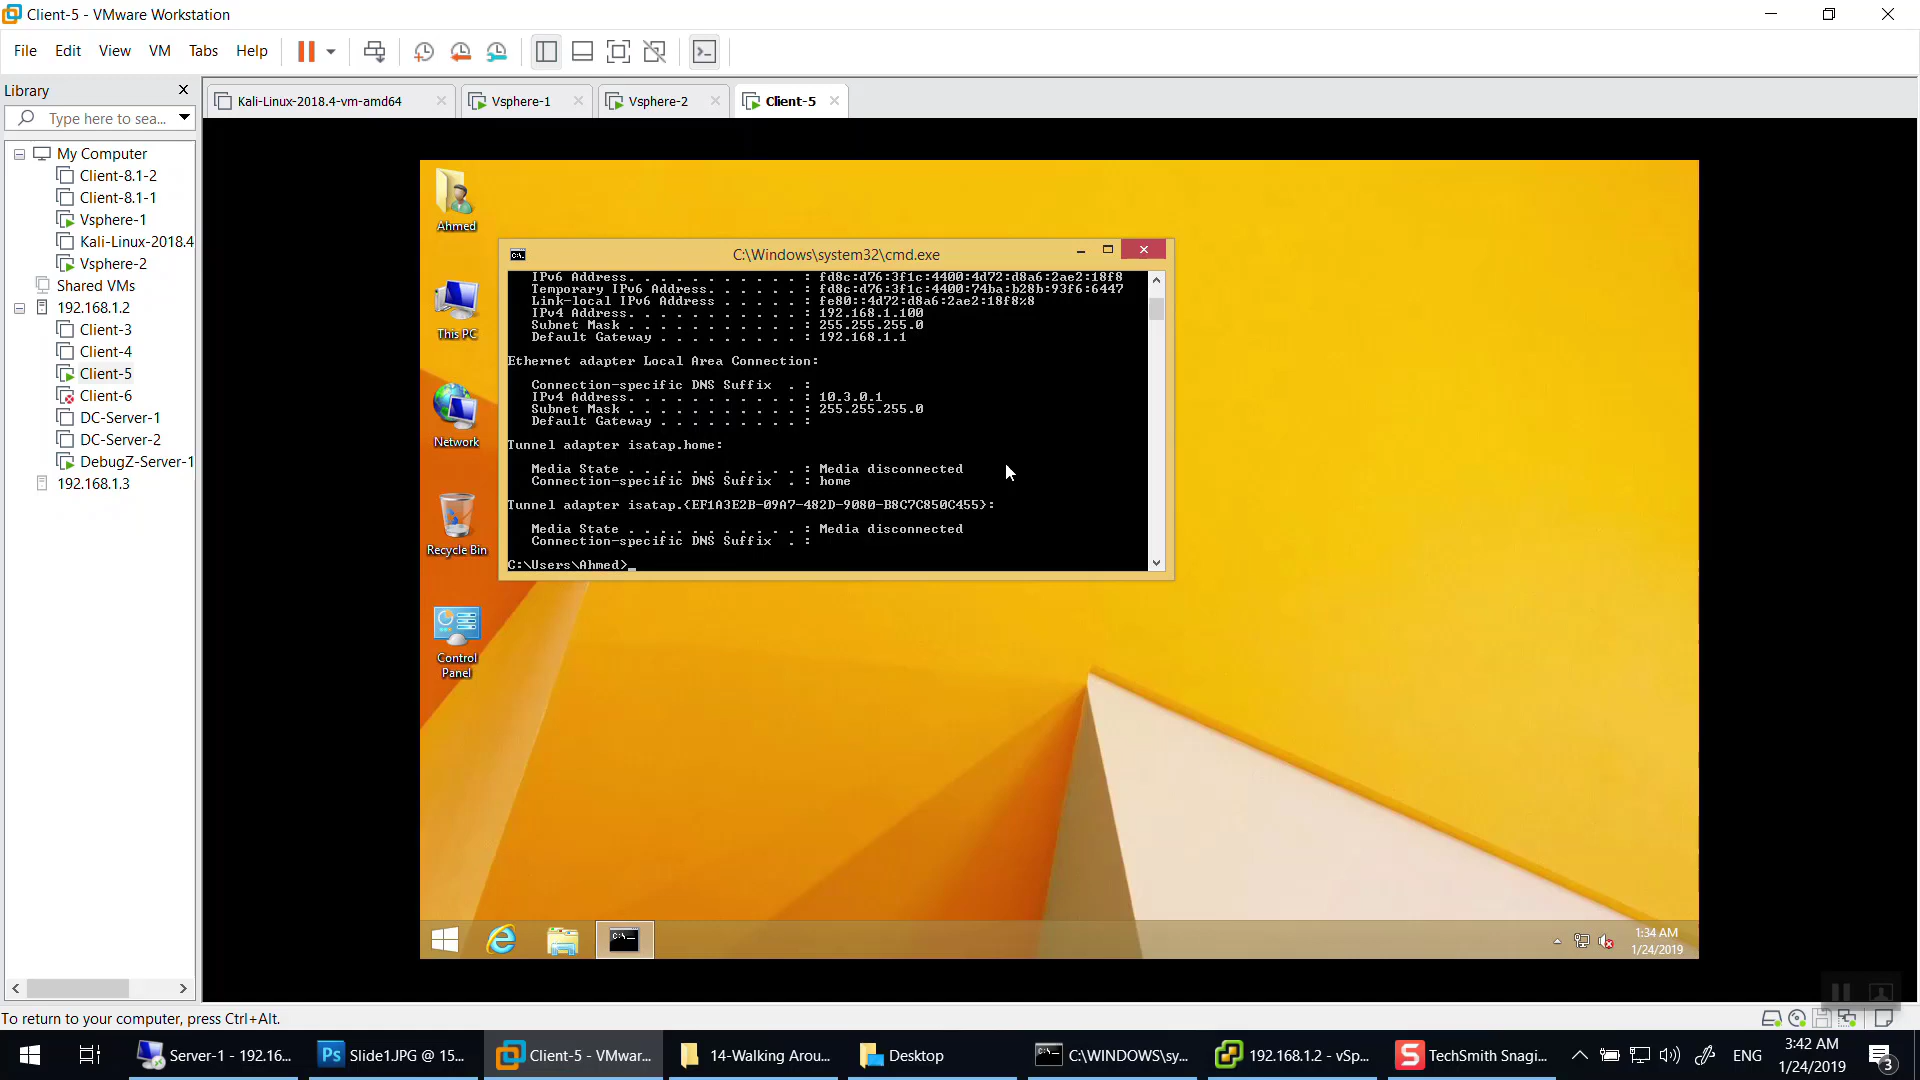 Client-5 - VMware Workstation
File Edit View VM Tabs Help
Library
Type here to sea...
Kali-Linux-2018.4-vm-amd64 Vsphere-1 Vsphere-2 Client-5
My Computer
Client-8.1-2
Client-8.1-1
Vsphere-1
Kali-Linux-2018.4
Vsphere-2
Shared VMs
192.168.1.2
Client-3
Client-4
Client-5
Client-6
DC-Server-1
DC-Server-2
DebugZ-Server-1
192.168.1.3
Ahmed
This PC
Network
Recycle Bin
Control
Panel
C:\Windows\system32\cmd.exe
IPv6 Address. . . . . . . . . . . : fd8c:d76:3f1c:4400:4d72:d8a6:2ae2:18f8
Temporary IPv6 Address. . . . . . : fd8c:d76:3f1c:4400:74ba:b28b:93f6:6447
Link-local IPv6 Address . . . . . : fe80::4d72:d8a6:2ae2:18f8%8
IPv4 Address. . . . . . . . . . . : 192.168.1.100
Subnet Mask . . . . . . . . . . . : 255.255.255.0
Default Gateway . . . . . . . . . : 192.168.1.1
Ethernet adapter Local Area Connection:
Connection-specific DNS Suffix . :
IPv4 Address. . . . . . . . . . . : 10.3.0.1
Subnet Mask . . . . . . . . . . . : 255.255.255.0
Default Gateway . . . . . . . . . :
Tunnel adapter isatap.home:
Media State . . . . . . . . . . . : Media disconnected
Connection-specific DNS Suffix . : home
Tunnel adapter isatap.{EF1A3E2B-09A7-482D-9080-B8C7C850C455}:
Media State . . . . . . . . . . . : Media disconnected
Connection-specific DNS Suffix . :
C:\Users\Ahmed>_
1:34 AM
1/24/2019
To return to your computer, press Ctrl+Alt.
Server-1 - 192.16...
Slide1.JPG @ 15...
Client-5 - VMwar...
14-Walking Arou...
Desktop
C:\WINDOWS\sy...
192.168.1.2 - vSp...
TechSmith Snagi...
ENG
3:42 AM
1/24/2019
3